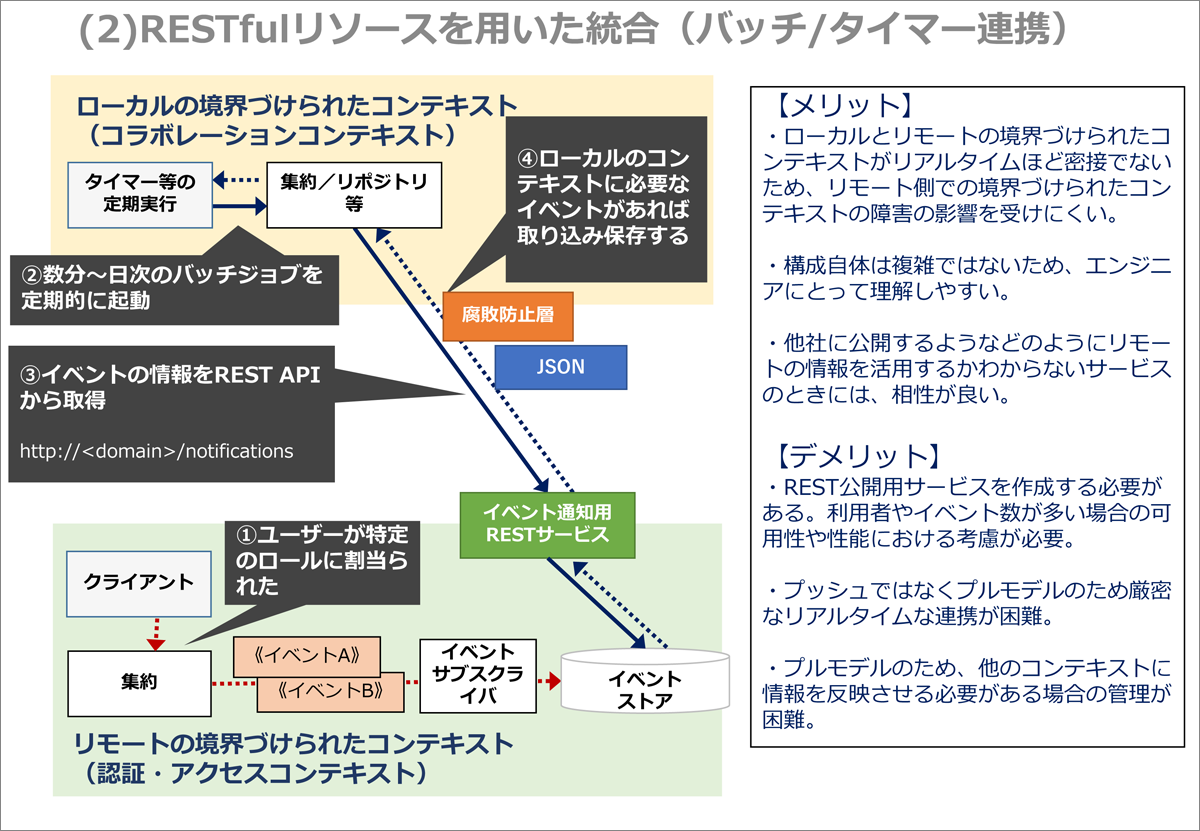 (2)RESTfulリソースを用いた統合（バッチ/タイマー連携）
ローカルの境界づけられたコンテキスト
（コラボレーションコンテキスト）
タイマー等の
定期実行
集約／リポジトリ
等
④ローカルのコン
テキストに必要な
イベントがあれば
取り込み保存する
②数分～日次のバッチジョブを
定期的に起動
腐敗防止層
JSON
③イベントの情報をREST API
から取得
http://<domain>/notifications
イベント通知用
RESTサービス
①ユーザーが特定
のロールに割当ら
れた
クライアント
集約
《イベントA》
《イベントB》
イベント
サブスクラ
イバ
イベント
ストア
リモートの境界づけられたコンテキスト
（認証・アクセスコンテキスト）
【メリット】
・ローカルとリモートの境界づけられたコ
ンテキストがリアルタイムほど密接でない
ため、リモート側での境界づけられたコン
テキストの障害の影響を受けにくい。
・構成自体は複雑ではないため、エンジニ
アにとって理解しやすい。
・他社に公開するようなどのようにリモー
トの情報を活用するかわからないサービス
のときには、相性が良い。
【デメリット】
・REST公開用サービスを作成する必要が
ある。利用者やイベント数が多い場合の可
用性や性能における考慮が必要。
・プッシュではなくプルモデルのため厳密
なリアルタイムな連携が困難。
・プルモデルのため、他のコンテキストに
情報を反映させる必要がある場合の管理が
困難。